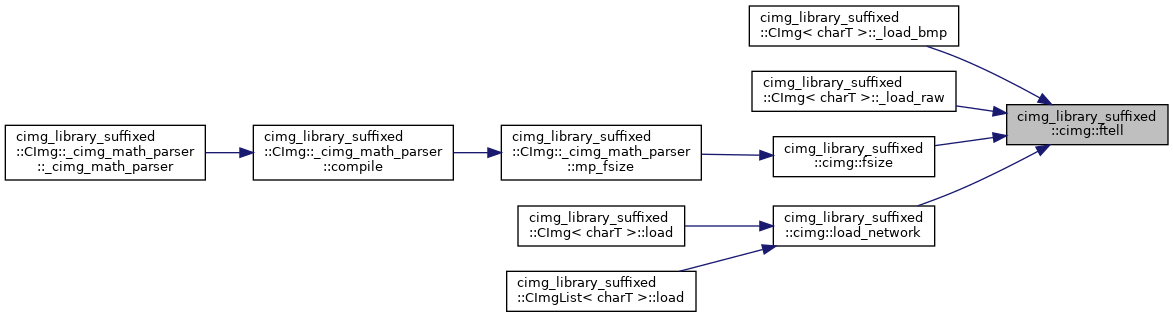 cimg_library_suffixed
::CImg< charT >::_load_bmp
cimg_library_suffixed
::CImg< charT >::_load_raw
cimg_library_suffixed
::cimg::ftell
cimg_library_suffixed
::CImg::_cimg_math_parser
::_cimg_math_parser
cimg_library_suffixed
::CImg::_cimg_math_parser
::compile
cimg_library_suffixed
::CImg::_cimg_math_parser
::mp_fsize
cimg_library_suffixed
::cimg::fsize
cimg_library_suffixed
::CImg< charT >::load
cimg_library_suffixed
::cimg::load_network
cimg_library_suffixed
::CImgList< charT >::load